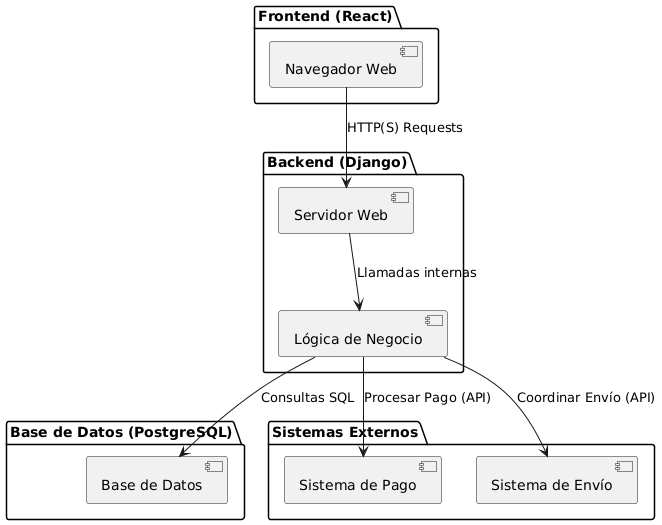 Frontend (React)
Navegador Web
HTTP(S) Requests
Backend (Django)
Servidor Web
Llamadas internas
Lógica de Negocio
Consultas SQL
Procesar Pago (API)
Coordinar Envío (API)
Base de Datos (PostgreSQL)
Sistemas Externos
Base de Datos
Sistema de Pago
Sistema de Envío